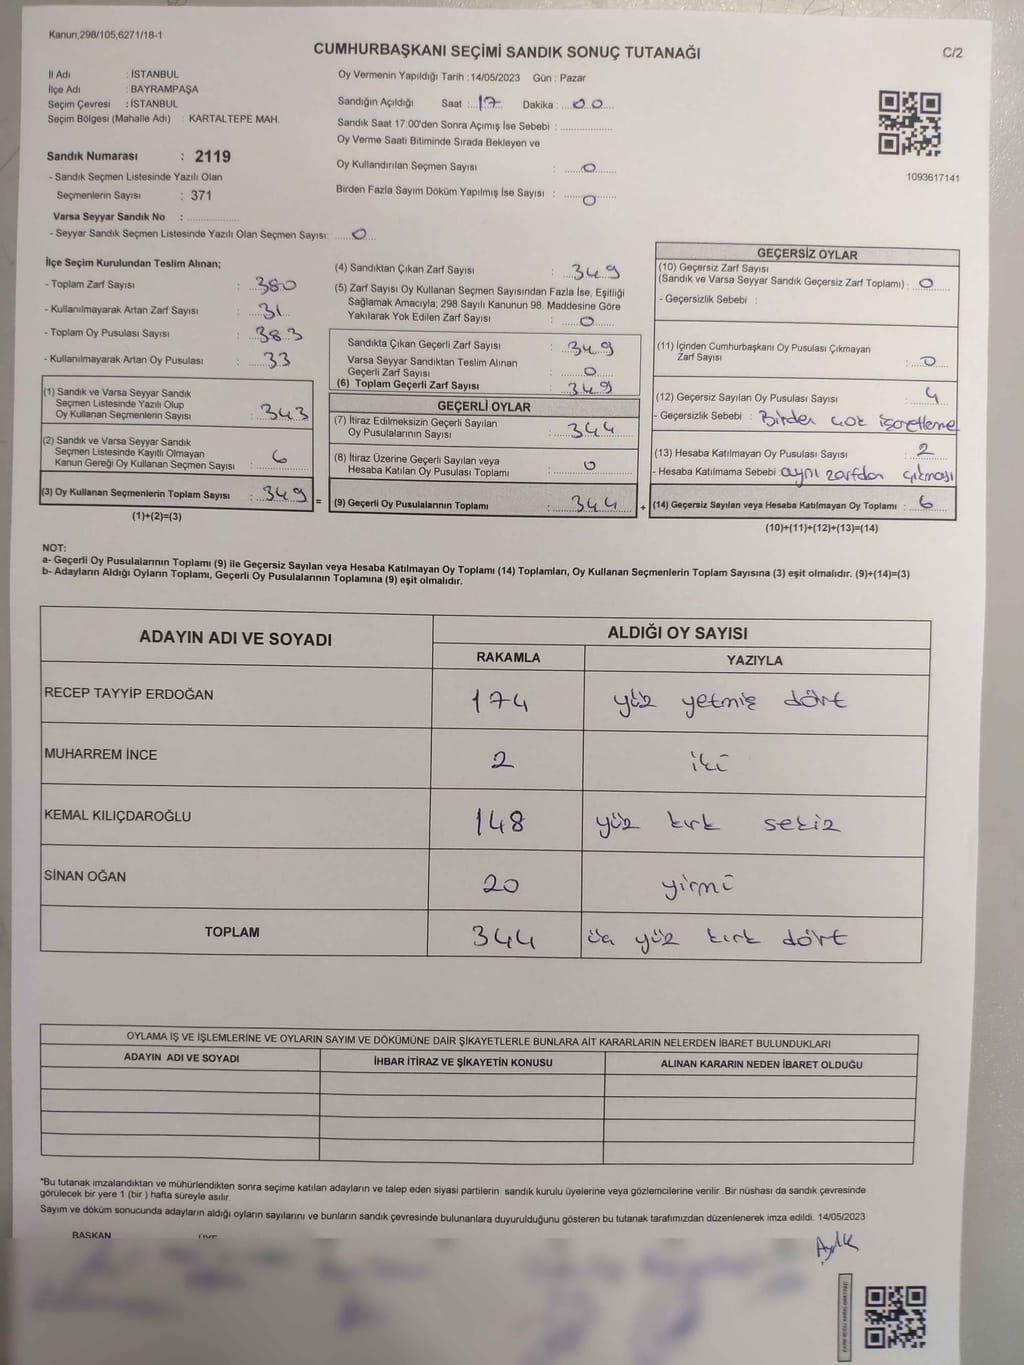 Kanun,298/105,6271/18-1
CUMHURBAŞKANI SEÇİMİ SANDIK SONUÇ TUTANAĞI
C/2
İl Adı : İSTANBUL
İlçe Adı : BAYRAMPAŞA
Seçim Çevresi : İSTANBUL
Seçim Bölgesi (Mahalle Adı) : KARTALTEPE MAH.
Sandık Numarası : 2119
- Sandık Seçmen Listesinde Yazılı Olan
Seçmenlerin Sayısı : 371
Varsa Seyyar Sandık No :
- Seyyar Sandık Seçmen Listesinde Yazılı Olan Seçmen Sayısı: 0
Oy Vermenin Yapıldığı Tarih : 14/05/2023 Gün : Pazar
Sandığın Açıldığı Saat : 17 Dakika : 00
Sandık Saat 17:00'den Sonra Açımış İse Sebebi :
Oy Verme Saati Bitiminde Sırada Bekleyen ve
Oy Kullandırılan Seçmen Sayısı : 0
Birden Fazla Sayım Döküm Yapılmış İse Sayısı : 0
1093617141
İlçe Seçim Kurulundan Teslim Alınan;
- Toplam Zarf Sayısı : 380
- Kullanılmayarak Artan Zarf Sayısı : 31
- Toplam Oy Pusulası Sayısı : 383
- Kullanılmayarak Artan Oy Pusulası : 33
(1) Sandık ve Varsa Seyyar Sandık
Seçmen Listesinde Yazılı Olup
Oy Kullanan Seçmenlerin Sayısı : 343
(2) Sandık ve Varsa Seyyar Sandık
Seçmen Listesinde Kayıtlı Olmayan
Kanun Gereği Oy Kullanan Seçmen Sayısı : 6
(3) Oy Kullanan Seçmenlerin Toplam Sayısı : 349 =
(1)+(2)=(3)
(4) Sandıktan Çıkan Zarf Sayısı : 349
(5) Zarf Sayısı Oy Kullanan Seçmen Sayısından Fazla İse, Eşitliği
Sağlamak Amacıyla; 298 Sayılı Kanunun 98. Maddesine Göre
Yakılarak Yok Edilen Zarf Sayısı : 0
Sandıkta Çıkan Geçerli Zarf Sayısı : 349
Varsa Seyyar Sandıktan Teslim Alınan
Geçerli Zarf Sayısı : 0
(6) Toplam Geçerli Zarf Sayısı : 349
GEÇERLİ OYLAR
(7) İtiraz Edilmeksizin Geçerli Sayılan
Oy Pusulalarının Sayısı : 344
(8) İtiraz Üzerine Geçerli Sayılan veya
Hesaba Katılan Oy Pusulası Toplamı : 0
(9) Geçerli Oy Pusulalarının Toplamı : 344 +
GEÇERSİZ OYLAR
(10) Geçersiz Zarf Sayısı
(Sandık ve Varsa Seyyar Sandık Geçersiz Zarf Toplamı) : 0
- Geçersizlik Sebebi :
(11) İçinden Cumhurbaşkanı Oy Pusulası Çıkmayan
Zarf Sayısı : 0
(12) Geçersiz Sayılan Oy Pusulası Sayısı : 4
- Geçersizlik Sebebi : Birden çok işaretleme
(13) Hesaba Katılmayan Oy Pusulası Sayısı : 2
- Hesaba Katılmama Sebebi : aynı zarfdan çıkması
(14) Geçersiz Sayılan veya Hesaba Katılmayan Oy Toplamı : 6
(10)+(11)+(12)+(13)=(14)
NOT:
a- Geçerli Oy Pusulalarının Toplamı (9) ile Geçersiz Sayılan veya Hesaba Katılmayan Oy Toplamı (14) Toplamları, Oy Kullanan Seçmenlerin Toplam Sayısına (3) eşit olmalıdır. (9)+(14)=(3)
b- Adayların Aldığı Oyların Toplamı, Geçerli Oy Pusulalarının Toplamına (9) eşit olmalıdır.
ADAYIN ADI VE SOYADI
ALDIĞI OY SAYISI
RAKAMLA YAZIYLA
RECEP TAYYİP ERDOĞAN 174 yüz yetmiş dört
MUHARREM İNCE 2 iki
KEMAL KILIÇDAROĞLU 148 yüz kırk sekiz
SİNAN OĞAN 20 yirmi
TOPLAM 344 üç yüz kırk dört
OYLAMA İŞ VE İŞLEMLERİNE VE OYLARIN SAYIM VE DÖKÜMÜNE DAİR ŞİKAYETLERLE BUNLARA AİT KARARLARIN NELERDEN İBARET BULUNDUKLARI
ADAYIN ADI VE SOYADI İHBAR İTİRAZ VE ŞİKAYETİN KONUSU ALINAN KARARIN NEDEN İBARET OLDUĞU
*Bu tutanak imzalandıktan ve mühürlendikten sonra seçime katılan adayların ve talep eden siyasi partilerin sandık kurulu üyelerine veya gözlemcilerine verilir .Bir nüshası da sandık çevresinde
görülecek bir yere 1 (bir ) hafta süreyle asılır.
Sayım ve döküm sonucunda adayların aldığı oyların sayılarını ve bunların sandık çevresinde bulunanlara duyurulduğunu gösteren bu tutanak tarafımızdan düzenlenerek imza edildi. 14/05/2023
BAŞKAN ÜYE